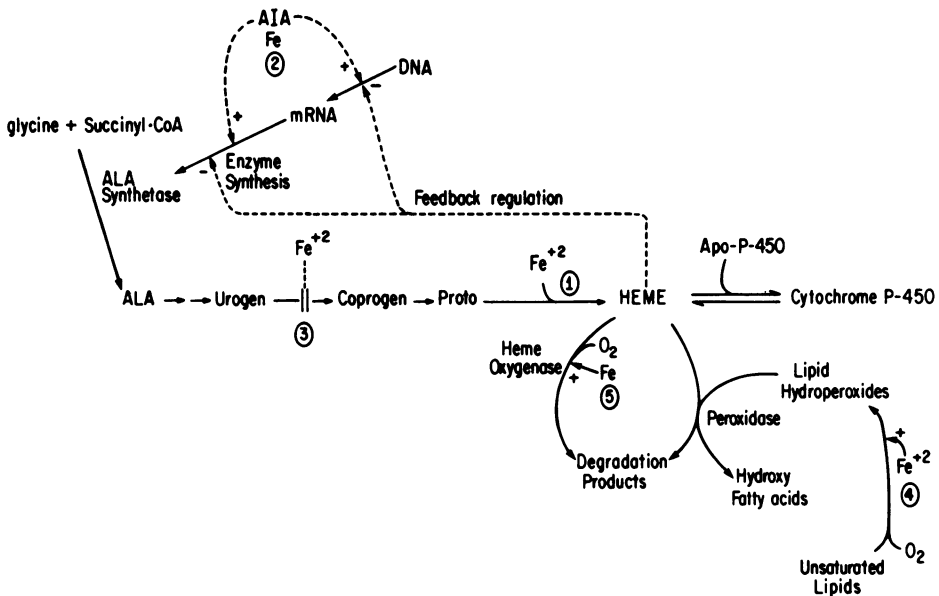 AIA
Fe
②
DNA
+
−
mRNA
+
glycine + Succinyl·CoA
Enzyme
Synthesis
−
ALA
Synthetase
Feedback regulation
Fe+2
Apo-P-450
Fe+2
①
ALA
Urogen
Coprogen
Proto
HEME
Cytochrome P-450
③
Heme
Oxygenase
O2
+
Fe
⑤
Lipid
Hydroperoxides
Peroxidase
+
Fe+2
④
Degradation
Products
Hydroxy
Fatty acids
O2
Unsaturated
Lipids